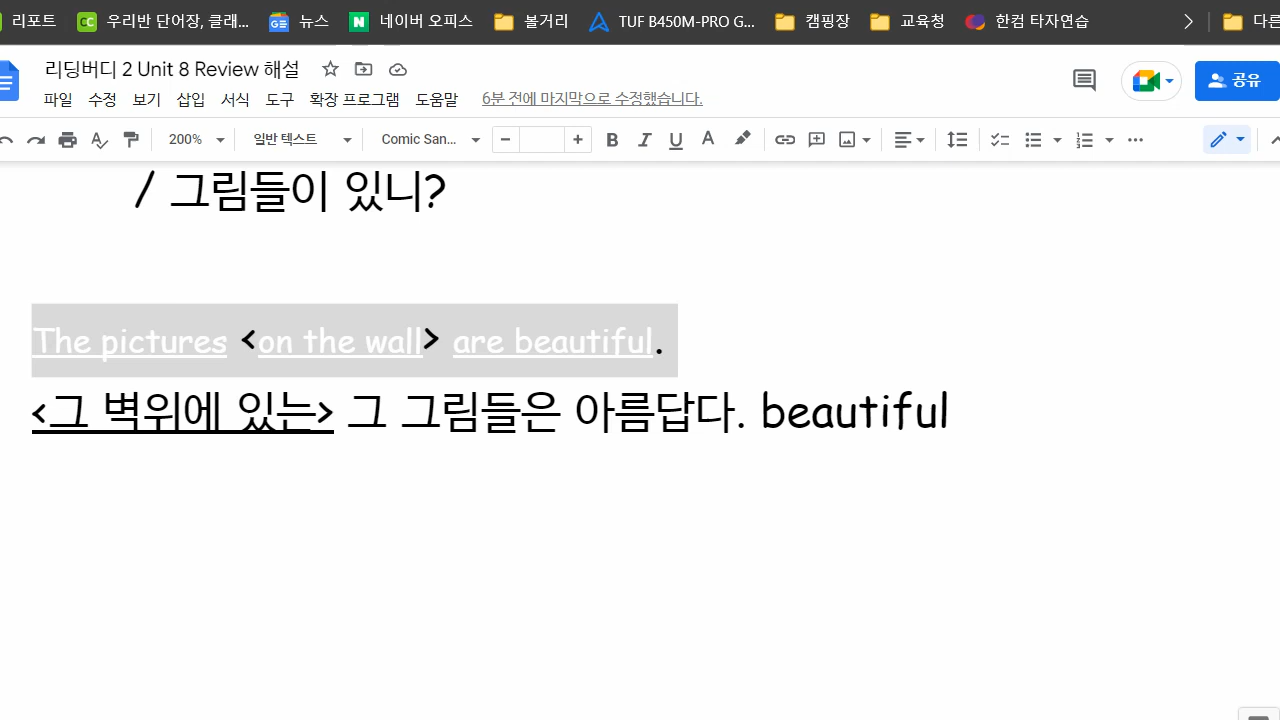 리포트 우리반 단어장, 클래... 뉴스 네이버 오피스 볼거리 TUF B450M-PRO G... 캠핑장 교육청 한컴 타자연습 다른
리딩버디 2 Unit 8 Review 해설
공유
파일 수정 보기 삽입 서식 도구 확장 프로그램 도움말 6분 전에 마지막으로 수정했습니다.
200% 일반 텍스트 Comic San... B I U A
/ 그림들이 있니?
The pictures <on the wall> are beautiful.
<그 벽위에 있는> 그 그림들은 아름답다. beautiful